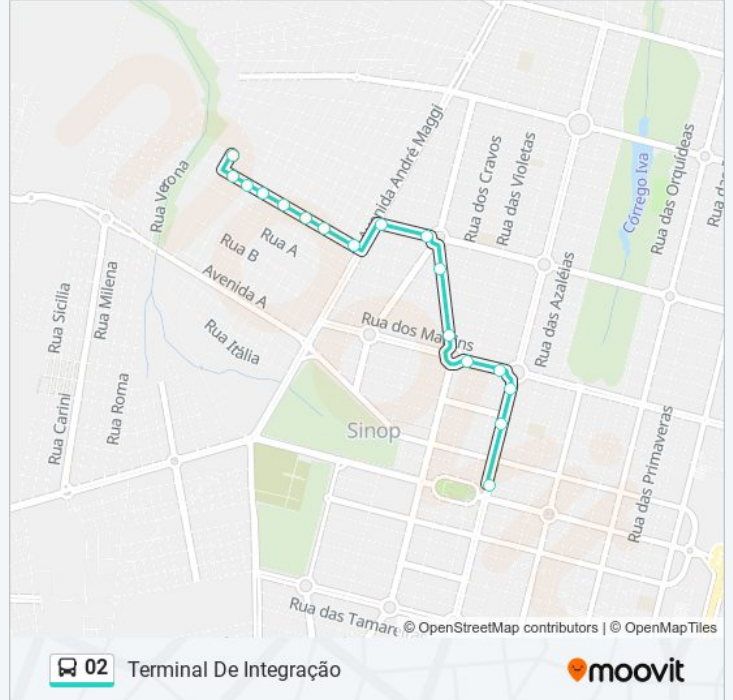 Avenida André Maggi
Rua dos Cravos
Rua das Violetas
Córrego Iva
Rua das Orquídeas
Rua Verona
Rua A
Rua B
Avenida A
Rua das Azaléias
Rua Sicilia
Rua Milena
Rua Itália
Rua dos Martins
Rua Carini
Rua Roma
Sinop
Rua das Primaveras
Rua das Tamare
© OpenStreetMap contributors | © OpenMapTiles
02 Terminal De Integração
moovit